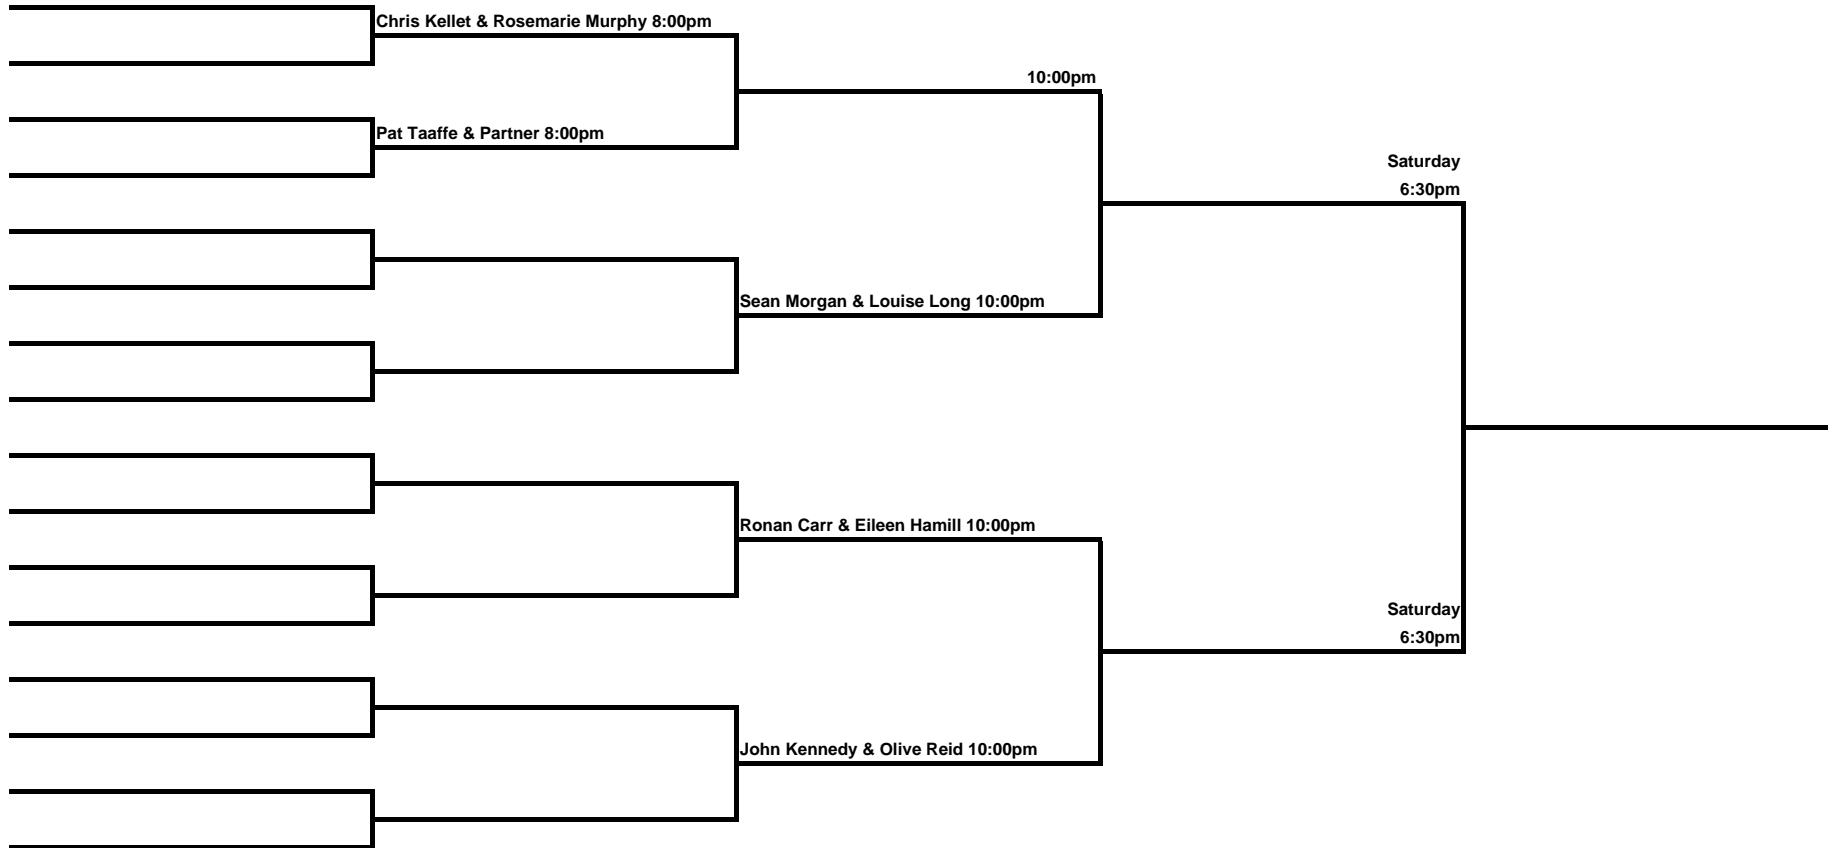 Chris Kellet & Rosemarie Murphy 8:00pm
10:00pm
Pat Taaffe & Partner 8:00pm
Saturday
6:30pm
Sean Morgan & Louise Long 10:00pm
Ronan Carr & Eileen Hamill 10:00pm
Saturday
6:30pm
John Kennedy & Olive Reid 10:00pm